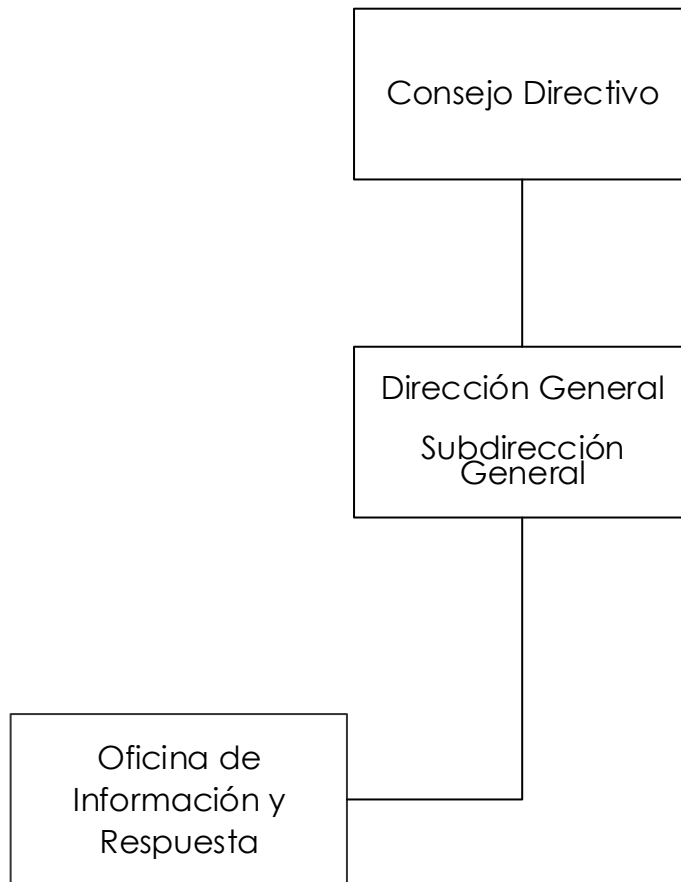 Consejo Directivo
Dirección General
Subdirección
General
Oficina de
Información y
Respuesta